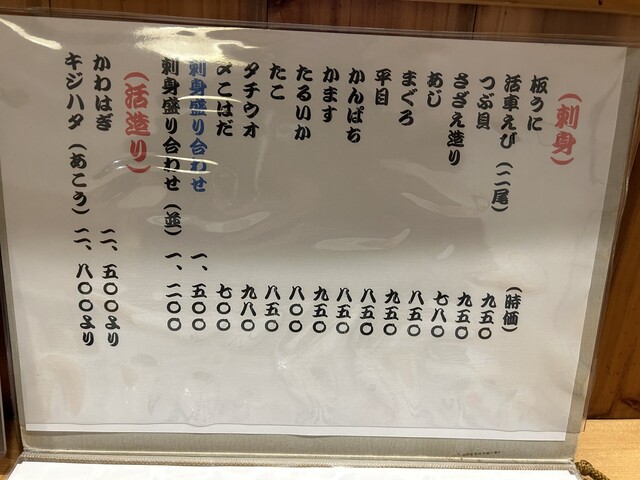 (刺身)
板うに (時価)
活車えび(二尾) 九五〇
つぶ貝 九五〇
さざえ造り 七八〇
あじ 八五〇
まぐろ 九五〇
平目 八五〇
かんぱち 八五〇
かます 九五〇
たるいか 八〇〇
たこ 八五〇
タチウオ 九八〇
〆こはだ 七〇〇
刺身盛り合わせ 一、五〇〇
刺身盛り合わせ(並) 一、二〇〇
(活造り)
かわはぎ 二、五〇〇より
キジハタ(あこう) 二、八〇〇より